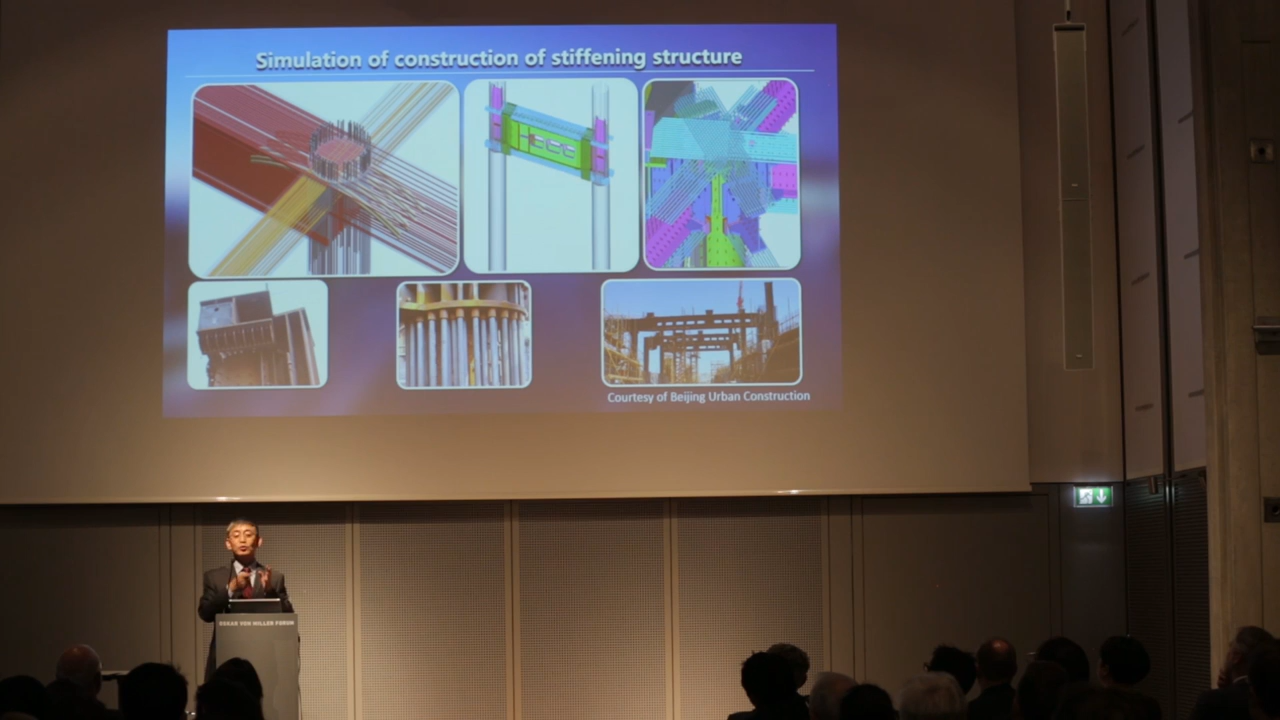 Simulation of construction of stiffening structure
Courtesy of Beijing Urban Construction
OSKAR VON MILLER FORUM